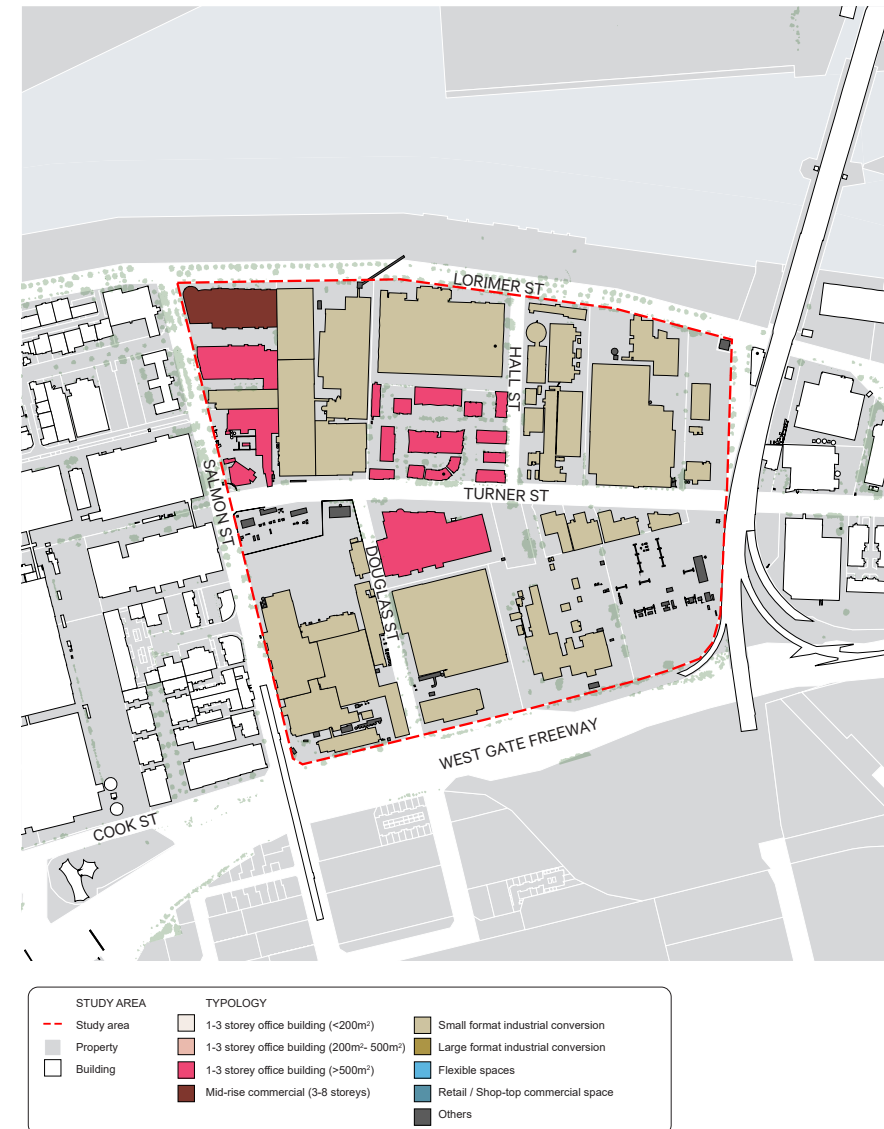 LORIMER ST
HALL ST
SALMON ST
TURNER ST
DOUGLAS ST
WEST GATE FREEWAY
COOK ST
STUDY AREA
Study area
Property
Building
TYPOLOGY
1-3 storey office building (<200m²)
1-3 storey office building (200m²- 500m²)
1-3 storey office building (>500m²)
Mid-rise commercial (3-8 storeys)
Small format industrial conversion
Large format industrial conversion
Flexible spaces
Retail / Shop-top commercial space
Others